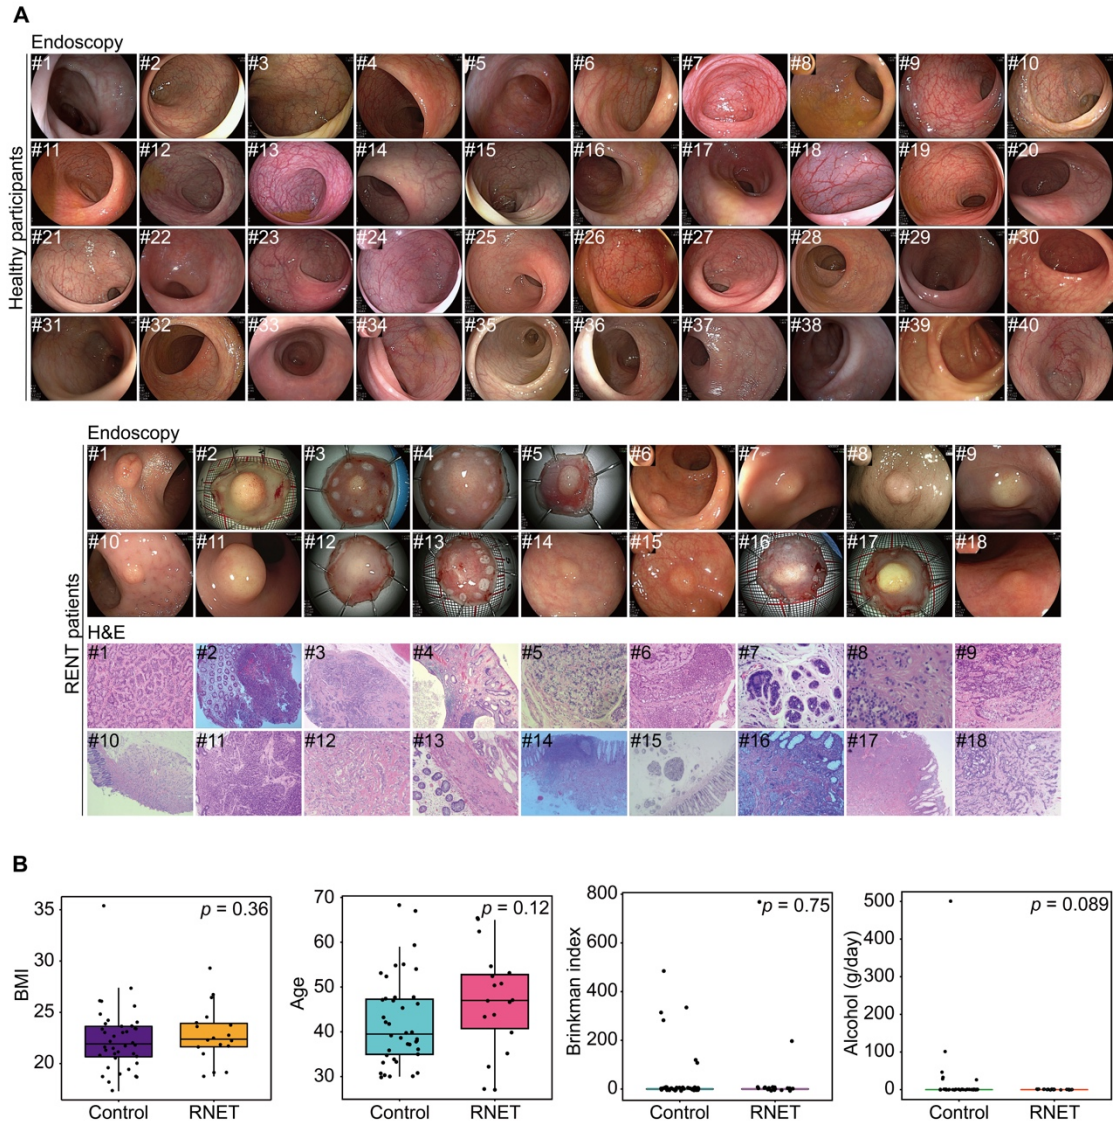 A
Endoscopy
Healthy participants
#1 #2 #3 #4 #5 #6 #7 #8 #9 #10
#11 #12 #13 #14 #15 #16 #17 #18 #19 #20
#21 #22 #23 #24 #25 #26 #27 #28 #29 #30
#31 #32 #33 #34 #35 #36 #37 #38 #39 #40
Endoscopy
RENT patients
#1 #2 #3 #4 #5 #6 #7 #8 #9
#10 #11 #12 #13 #14 #15 #16 #17 #18
H&E
#1 #2 #3 #4 #5 #6 #7 #8 #9
#10 #11 #12 #13 #14 #15 #16 #17 #18
B
BMI
35
30
25
20
p = 0.36
Control RNET
Age
70
60
50
40
30
p = 0.12
Control RNET
Brinkman index
800
600
400
200
0
p = 0.75
Control RNET
Alcohol (g/day)
500
400
300
200
100
0
p = 0.089
Control RNET